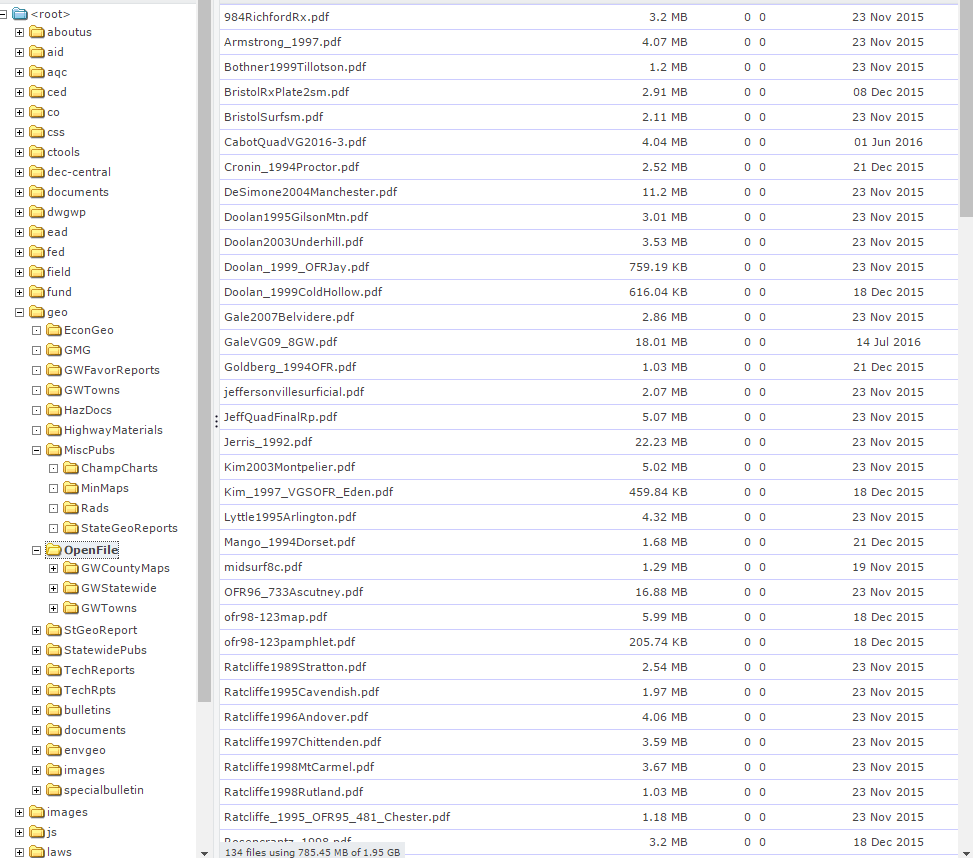 <root>
aboutus
aid
aqc
ced
co
css
ctools
dec-central
documents
dwgwp
ead
fed
field
fund
geo
EconGeo
GMG
GWFavorReports
GWTowns
HazDocs
HighwayMaterials
MiscPubs
ChampCharts
MinMaps
Rads
StateGeoReports
OpenFile
GWCountyMaps
GWStatewide
GWTowns
StGeoReport
StatewidePubs
TechReports
TechRpts
bulletins
documents
envgeo
images
specialbulletin
images
js
laws
984RichfordRx.pdf 3.2 MB 0 0 23 Nov 2015
Armstrong_1997.pdf 4.07 MB 0 0 23 Nov 2015
Bothner1999Tillotson.pdf 1.2 MB 0 0 23 Nov 2015
BristolRxPlate2sm.pdf 2.91 MB 0 0 08 Dec 2015
BristolSurfsm.pdf 2.11 MB 0 0 23 Nov 2015
CabotQuadVG2016-3.pdf 4.04 MB 0 0 01 Jun 2016
Cronin_1994Proctor.pdf 2.52 MB 0 0 21 Dec 2015
DeSimone2004Manchester.pdf 11.2 MB 0 0 23 Nov 2015
Doolan1995GilsonMtn.pdf 3.01 MB 0 0 23 Nov 2015
Doolan2003Underhill.pdf 3.53 MB 0 0 23 Nov 2015
Doolan_1999_OFRJay.pdf 759.19 KB 0 0 23 Nov 2015
Doolan_1999ColdHollow.pdf 616.04 KB 0 0 18 Dec 2015
Gale2007Belvidere.pdf 2.86 MB 0 0 23 Nov 2015
GaleVG09_8GW.pdf 18.01 MB 0 0 14 Jul 2016
Goldberg_1994OFR.pdf 1.03 MB 0 0 21 Dec 2015
jeffersonvillesurficial.pdf 2.07 MB 0 0 23 Nov 2015
JeffQuadFinalRp.pdf 5.07 MB 0 0 23 Nov 2015
Jerris_1992.pdf 22.23 MB 0 0 23 Nov 2015
Kim2003Montpelier.pdf 5.02 MB 0 0 23 Nov 2015
Kim_1997_VGSOFR_Eden.pdf 459.84 KB 0 0 18 Dec 2015
Lyttle1995Arlington.pdf 4.32 MB 0 0 23 Nov 2015
Mango_1994Dorset.pdf 1.68 MB 0 0 21 Dec 2015
midsurf8c.pdf 1.29 MB 0 0 19 Nov 2015
OFR96_733Ascutney.pdf 16.88 MB 0 0 23 Nov 2015
ofr98-123map.pdf 5.99 MB 0 0 18 Dec 2015
ofr98-123pamphlet.pdf 205.74 KB 0 0 18 Dec 2015
Ratcliffe1989Stratton.pdf 2.54 MB 0 0 23 Nov 2015
Ratcliffe1995Cavendish.pdf 1.97 MB 0 0 23 Nov 2015
Ratcliffe1996Andover.pdf 4.06 MB 0 0 23 Nov 2015
Ratcliffe1997Chittenden.pdf 3.59 MB 0 0 23 Nov 2015
Ratcliffe1998MtCarmel.pdf 3.67 MB 0 0 23 Nov 2015
Ratcliffe1998Rutland.pdf 1.03 MB 0 0 23 Nov 2015
Ratcliffe_1995_OFR95_481_Chester.pdf 1.18 MB 0 0 23 Nov 2015
Rosencrantz_1998.pdf 3.2 MB 0 0 18 Dec 2015
134 files using 785.45 MB of 1.95 GB